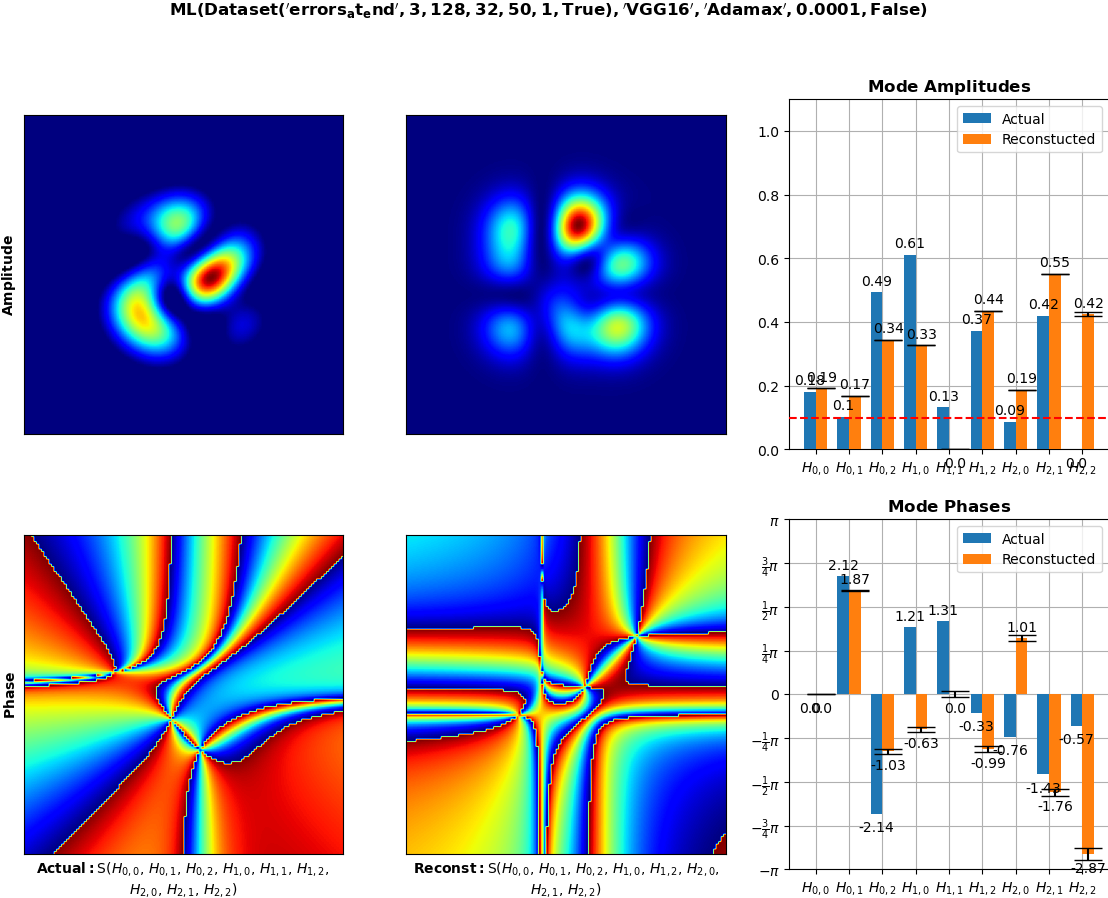 ML(Dataset('errors_at_end', 3, 128, 32, 50, 1, True), 'VGG16', 'Adamax', 0.0001, False)
Amplitude
Mode Amplitudes
Actual
Reconstucted
1.0
0.8
0.6
0.4
0.2
0.0
0.18 0.1 0.49 0.61 0.13 0.37 0.09 0.42 0.0
0.19 0.17 0.34 0.33 0.0 0.44 0.19 0.55 0.42
H0,0 H0,1 H0,2 H1,0 H1,1 H1,2 H2,0 H2,1 H2,2
Phase
Actual: S(H0,0, H0,1, H0,2, H1,0, H1,1, H1,2,
H2,0, H2,1, H2,2)
Reconst: S(H0,0, H0,1, H0,2, H1,0, H1,2, H2,0,
H2,1, H2,2)
Mode Phases
Actual
Reconstucted
π
3/4π
1/2π
1/4π
0
−1/4π
−1/2π
−3/4π
−π
0.0 2.12 -2.14 1.21 1.31 -0.33 -0.76 -1.43 -0.57
0.0 1.87 -1.03 -0.63 0.0 -0.99 1.01 -1.76 -2.87
H0,0 H0,1 H0,2 H1,0 H1,1 H1,2 H2,0 H2,1 H2,2